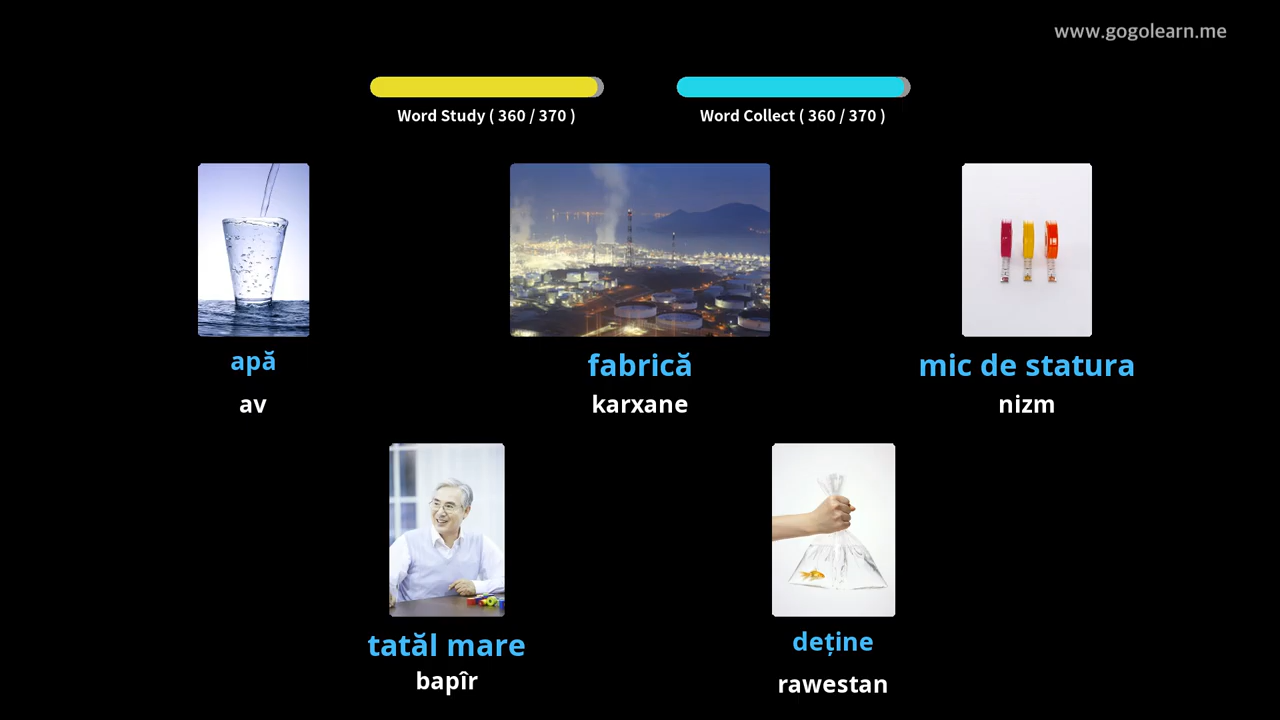 www.gogolearn.me
Word Study ( 360 / 370 )
Word Collect ( 360 / 370 )
apă
fabrică
mic de statura
av
karxane
nizm
tatăl mare
deține
bapîr
rawestan